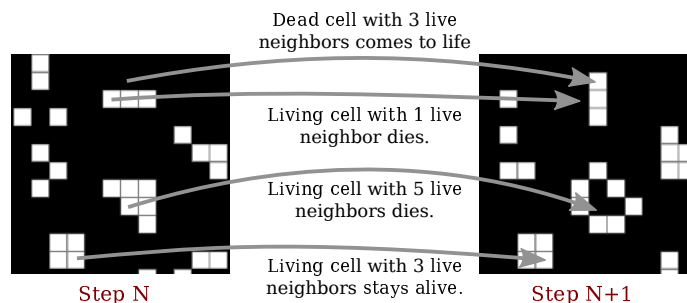 Dead cell with 3 live
neighbors comes to life
Living cell with 1 live
neighbor dies.
Living cell with 5 live
neighbors dies.
Living cell with 3 live
neighbors stays alive.
Step N
Step N+1